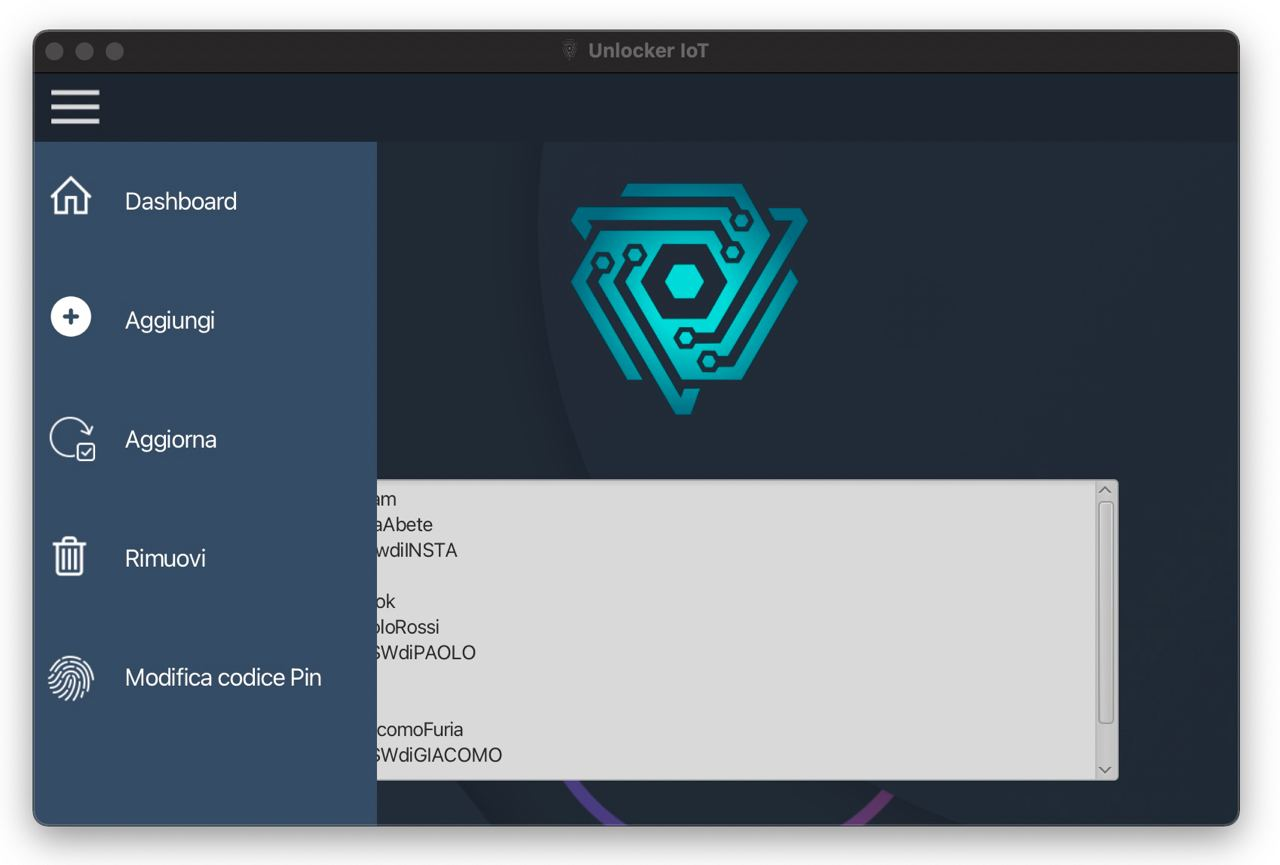 Unlocker IoT
Dashboard
Aggiungi
Aggiorna
Rimuovi
Modifica codice Pin
am
aAbete
wdiINSTA
ok
oloRossi
SWdiPAOLO
comoFuria
SWdiGIACOMO